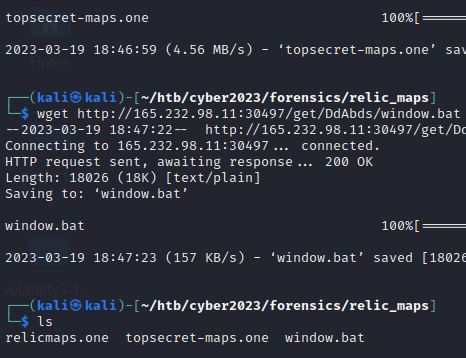 topsecret-maps.one 100%[
2023-03-19 18:46:59 (4.56 MB/s) - ‘topsecret-maps.one’ sav
Home
┌──(kali㉿kali)-[~/htb/cyber2023/forensics/relic_maps]
└─$ wget http://165.232.98.11:30497/get/DdAbds/window.bat
--2023-03-19 18:47:22-- http://165.232.98.11:30497/get/Dd
Connecting to 165.232.98.11:30497... connected.
HTTP request sent, awaiting response... 200 OK
Length: 18026 (18K) [text/plain]
Saving to: ‘window.bat’
window.bat 100%[
2023-03-19 18:47:23 (157 KB/s) - ‘window.bat’ saved [18026
volatility3-1...
┌──(kali㉿kali)-[~/htb/cyber2023/forensics/relic_maps]
└─$ ls
relicmaps.one topsecret-maps.one window.bat